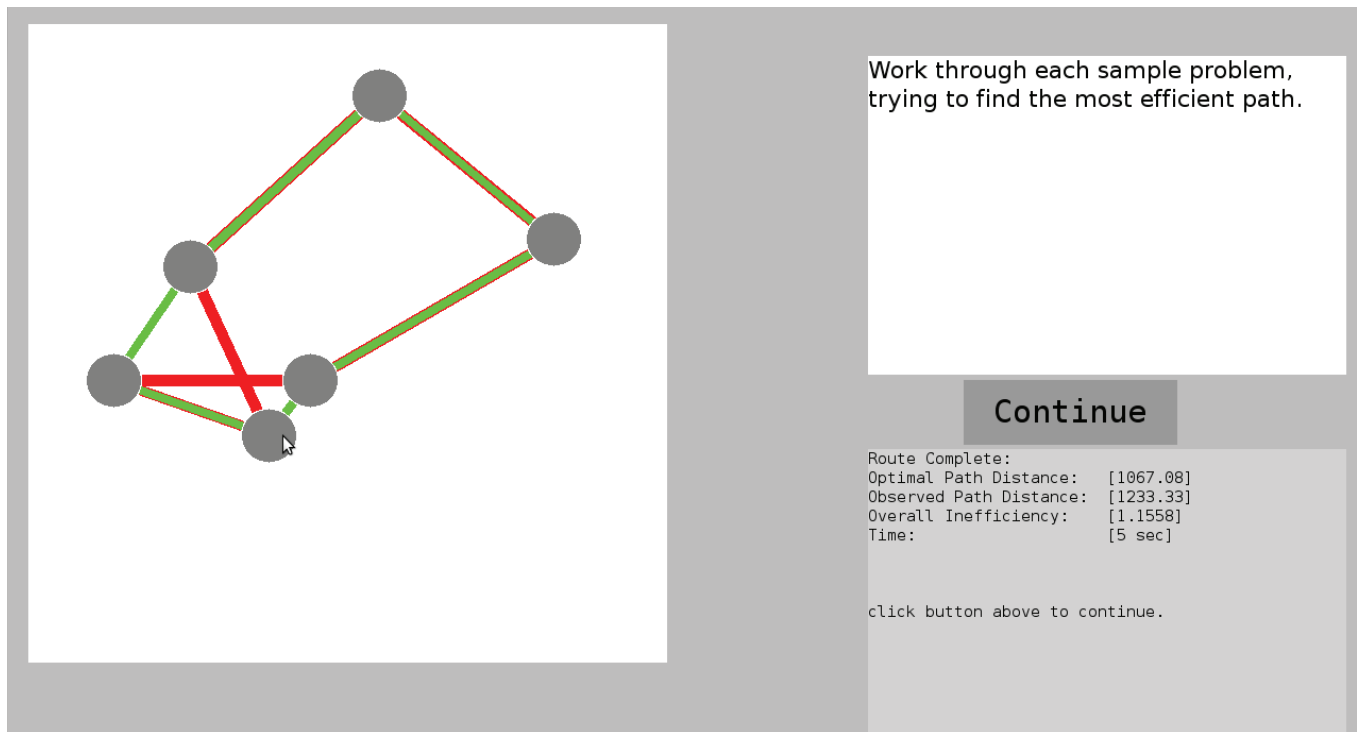 Work through each sample problem,
trying to find the most efficient path.
Continue
Route Complete:
Optimal Path Distance: [1067.08]
Observed Path Distance: [1233.33]
Overall Inefficiency: [1.1558]
Time: [5 sec]
click button above to continue.